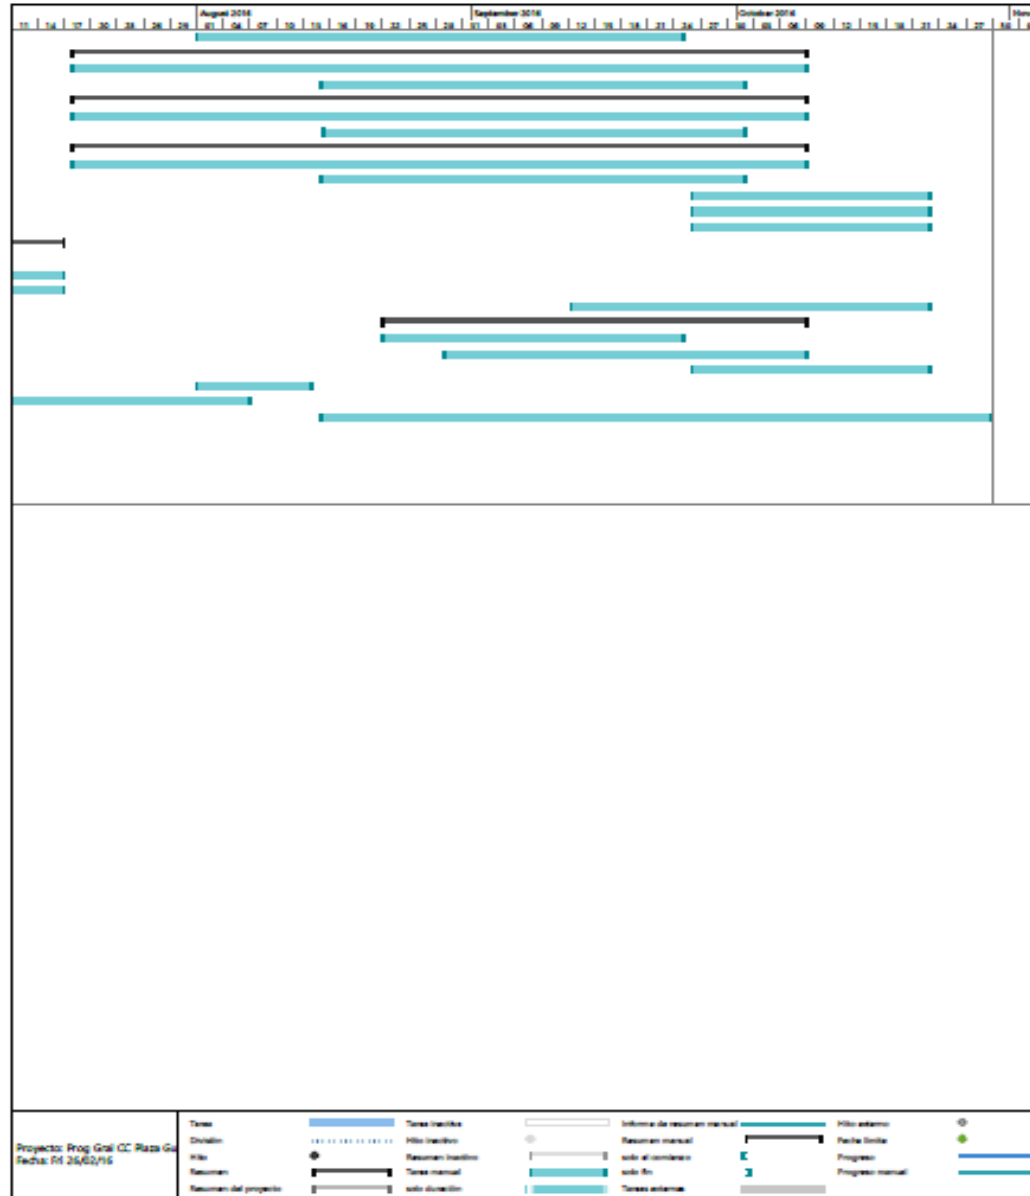 August 2016 September 2016 October 2016
11 14 17 20 23 26 29 01 04 07 10 13 16 19 22 25 28 31 03 06 09 12 15 18 21 24 27 30 03 06 09 12 15 18 21 24 27 30
Tarea Tarea inactiva Informe de resumen manual Hito externo
División Hito inactivo Resumen manual Fecha límite
Proyecto: Prog Gral CC Plaza Gu
Hito Resumen inactivo solo el comienzo Progreso
Fecha: Fri 26/02/16
Resumen Tarea manual solo fin Progreso manual
Resumen del proyecto solo duración Tareas externas